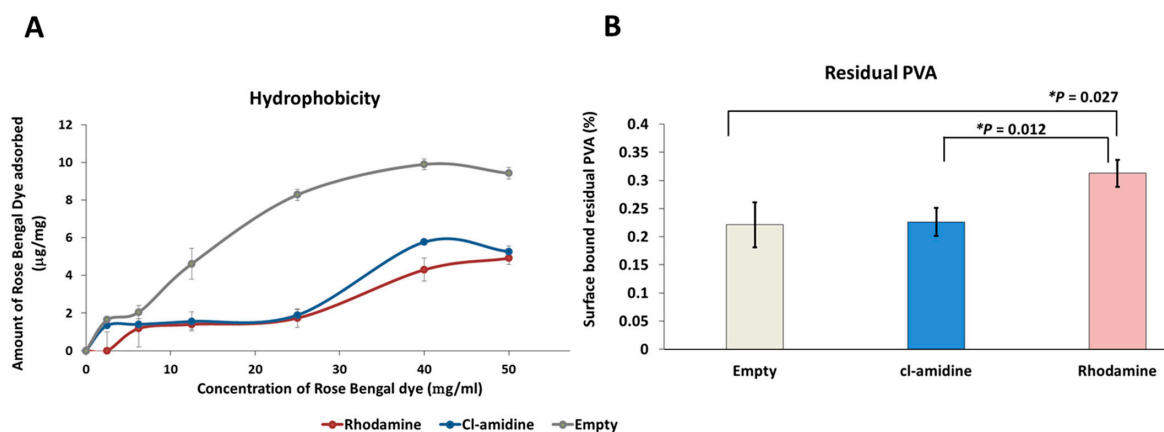 A
Hydrophobicity
Amount of Rose Bengal Dye adsorbed
(µg/mg)
12
10
8
6
4
2
0
0 10 20 30 40 50
Concentration of Rose Bengal dye (mg/ml)
Rhodamine Cl-amidine Empty
B
Residual PVA
*P = 0.027
*P = 0.012
Surface bound residual PVA (%)
0.4
0.35
0.3
0.25
0.2
0.15
0.1
0.05
0
Empty cl-amidine Rhodamine